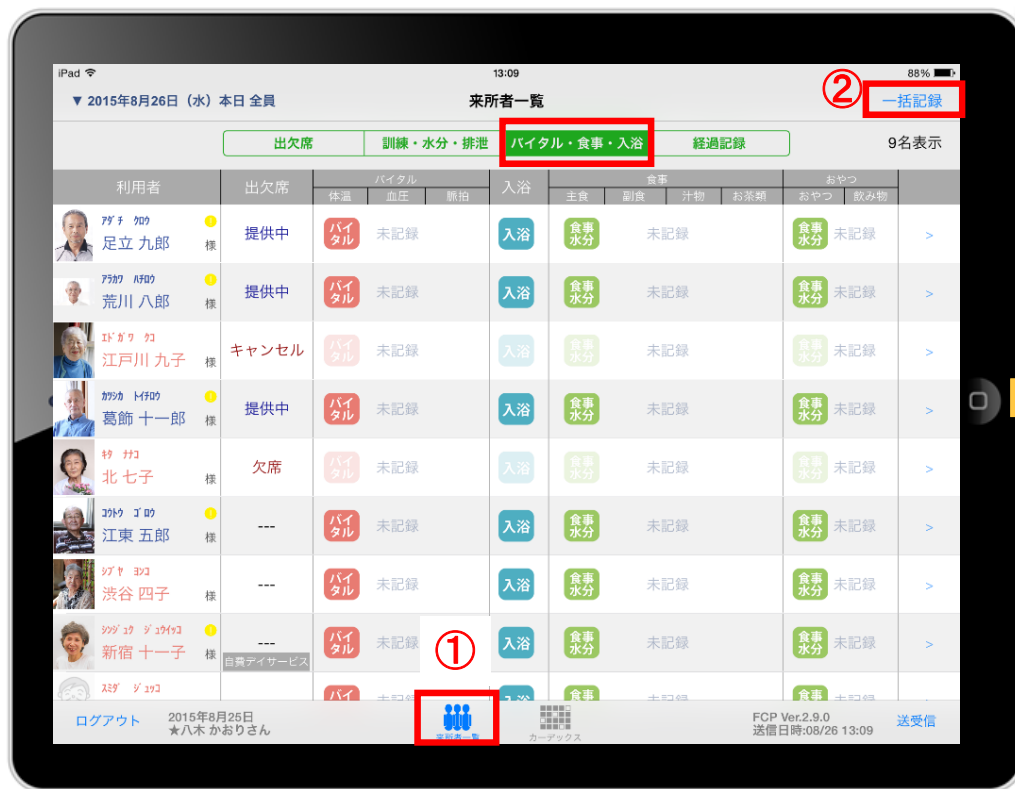 iPad 13:09 88%
▼ 2015年8月26日（水）本日 全員 来所者一覧 ② 一括記録
出欠席 訓練・水分・排泄 バイタル・食事・入浴 経過記録 9名表示
利用者 出欠席 バイタル 入浴 食事 おやつ
体温 血圧 脈拍 主食 副食 汁物 お茶類 おやつ 飲み物
ｱﾀﾞﾁ ｸﾛｳ
足立 九郎 様 提供中 バイタル 未記録 入浴 食事水分 未記録 食事水分 未記録 >
ｱﾗｶﾜ ﾊﾁﾛｳ
荒川 八郎 様 提供中 バイタル 未記録 入浴 食事水分 未記録 食事水分 未記録 >
ｴﾄﾞｶﾞﾜ ｸｺ
江戸川 九子 様 キャンセル バイタル 未記録 入浴 食事水分 未記録 食事水分 未記録 >
ｶﾂｼｶ ﾄｲﾁﾛｳ
葛飾 十一郎 様 提供中 バイタル 未記録 入浴 食事水分 未記録 食事水分 未記録 >
ｷﾀ ﾅﾅｺ
北 七子 様 欠席 バイタル 未記録 入浴 食事水分 未記録 食事水分 未記録 >
ｺｳﾄｳ ｺﾞﾛｳ
江東 五郎 様 --- バイタル 未記録 入浴 食事水分 未記録 食事水分 未記録 >
ｼﾌﾞﾔ ﾖﾝｺ
渋谷 四子 様 --- バイタル 未記録 入浴 食事水分 未記録 食事水分 未記録 >
ｼﾝｼﾞｭｸ ｼﾞｭｳｲﾁｺ
新宿 十一子 様 --- バイタル 未記録 ① 入浴 食事水分 未記録 食事水分 未記録 >
自費デイサービス
ｽﾐﾀﾞ ｼﾞｭﾝｺ
ログアウト 2015年8月25日 来所者一覧 カーデックス FCP Ver.2.9.0 送受信
★八木 かおりさん 送信日時:08/26 13:09